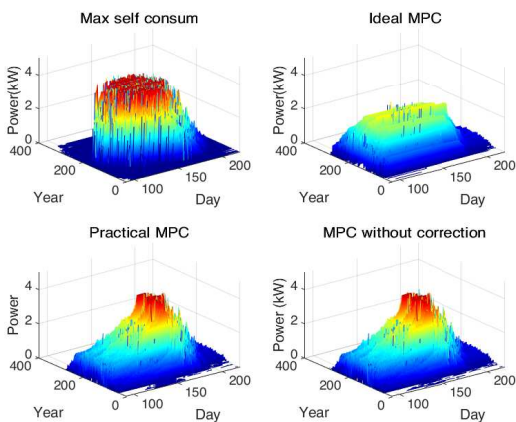 Max self consum
Ideal MPC
Power(kW)
4
2
0
400
200
0
Year
100
150
200
Day
Power(kW)
4
2
0
400
200
0
Year
100
150
200
Day
Practical MPC
MPC without correction
Power
4
2
0
400
200
0
Year
100
150
200
Day
Power (kW)
4
2
0
400
200
0
Year
100
150
200
Day